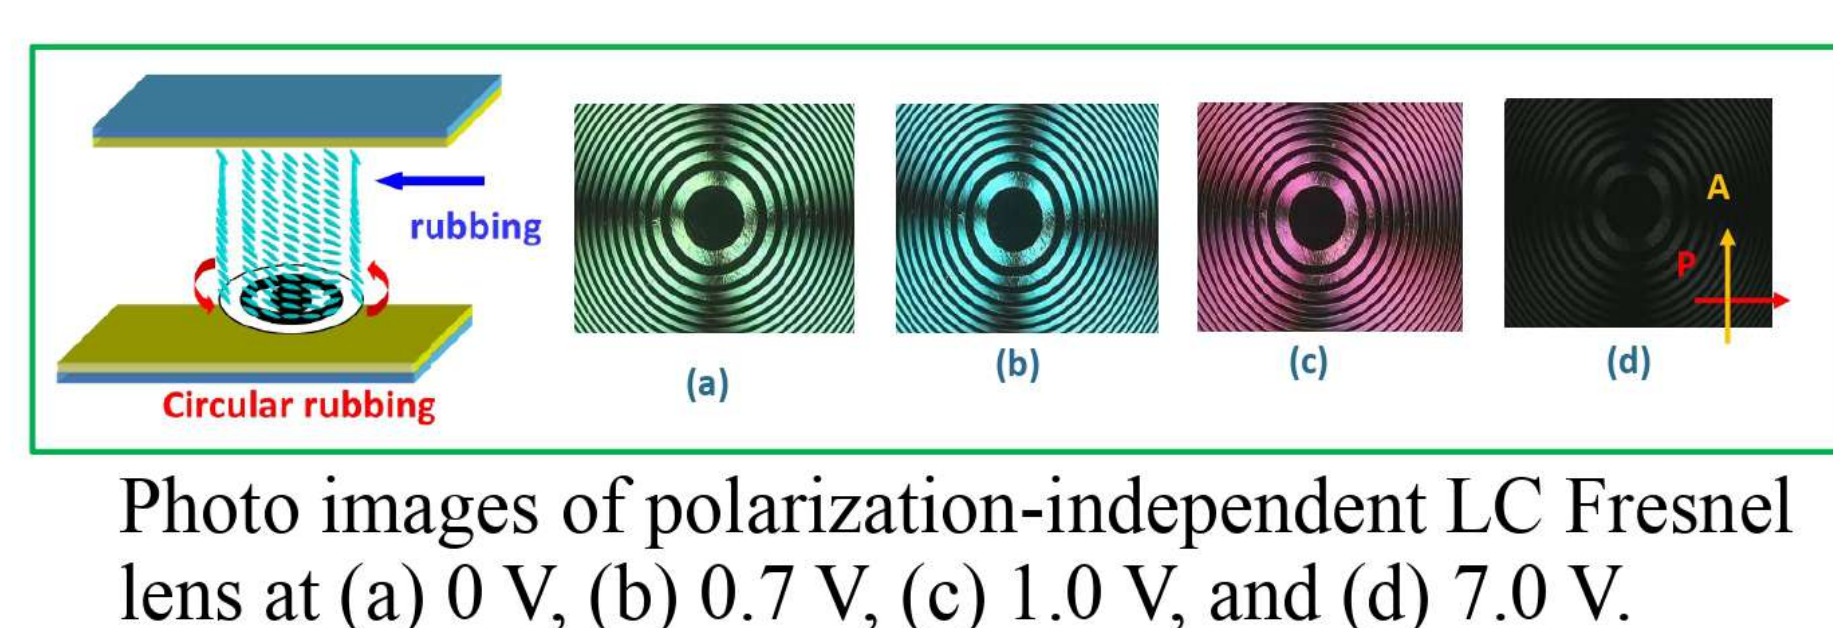 rubbing
Circular rubbing
(a)
(b)
(c)
(d)
A
P
Photo images of polarization-independent LC Fresnel
lens at (a) 0 V, (b) 0.7 V, (c) 1.0 V, and (d) 7.0 V.